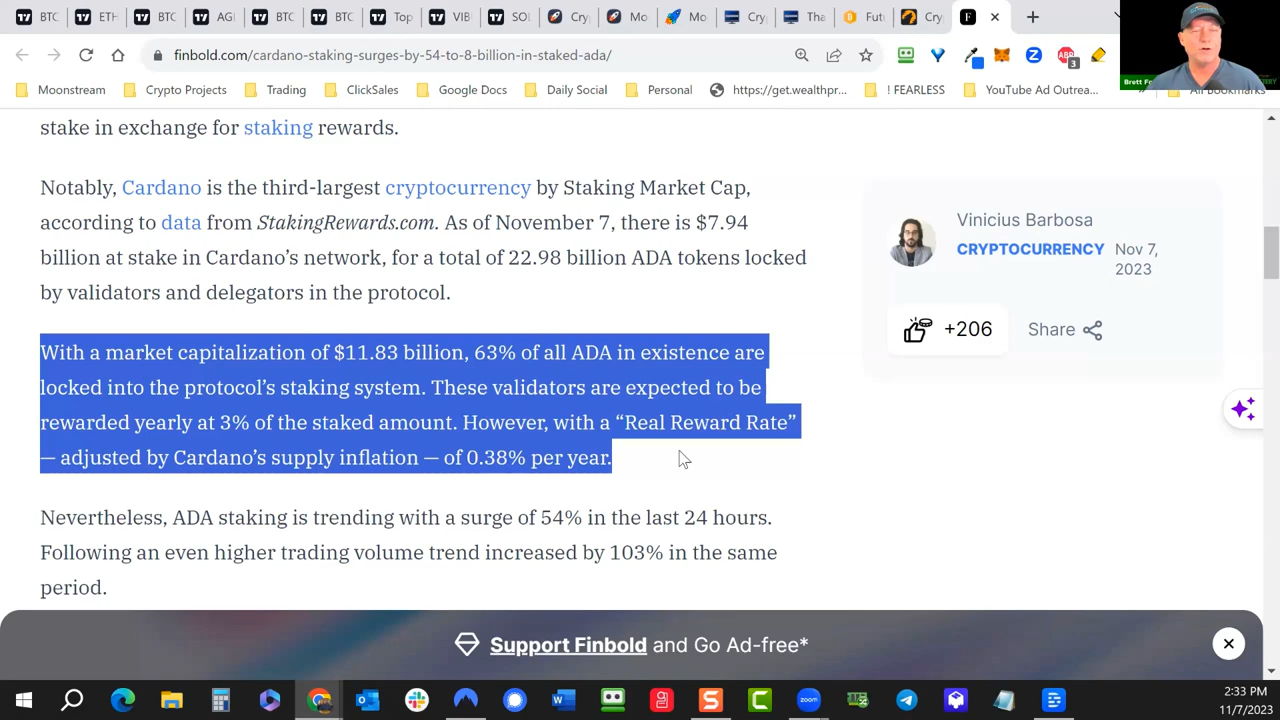 BTC
ETH
BTC
AGI
BTC
BTC
Top
VIB
SOL
Cry
Mo
Mo
Cry
Tha
Fut
Cry
finbold.com/cardano-staking-surges-by-54-to-8-billion-in-staked-ada/
Moonstream
Crypto Projects
Trading
ClickSales
Google Docs
Daily Social
Personal
https://get.wealthpr...
! FEARLESS
YouTube Ad Outrea...
All Bookmarks
stake in exchange for staking rewards.
Notably, Cardano is the third-largest cryptocurrency by Staking Market Cap,
according to data from StakingRewards.com. As of November 7, there is $7.94
billion at stake in Cardano's network, for a total of 22.98 billion ADA tokens locked
by validators and delegators in the protocol.
With a market capitalization of $11.83 billion, 63% of all ADA in existence are
locked into the protocol's staking system. These validators are expected to be
rewarded yearly at 3% of the staked amount. However, with a “Real Reward Rate”
— adjusted by Cardano's supply inflation — of 0.38% per year.
Nevertheless, ADA staking is trending with a surge of 54% in the last 24 hours.
Following an even higher trading volume trend increased by 103% in the same
period.
Vinicius Barbosa
CRYPTOCURRENCY Nov 7,
2023
+206
Share
Support Finbold and Go Ad-free*
2:33 PM
11/7/2023